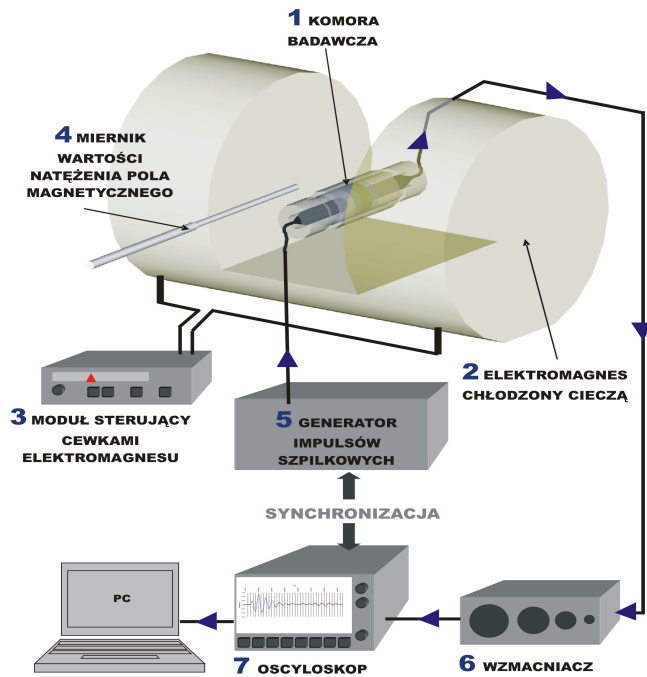 1 KOMORA
BADAWCZA
4 MIERNIK
WARTOŚCI
NATĘŻENIA POLA
MAGNETYCZNEGO
2 ELEKTROMAGNES
CHŁODZONY CIECZĄ
3 MODUŁ STERUJĄCY
CEWKAMI
ELEKTROMAGNESU
5 GENERATOR
IMPULSÓW
SZPILKOWYCH
SYNCHRONIZACJA
PC
7 OSCYLOSKOP
6 WZMACNIACZ